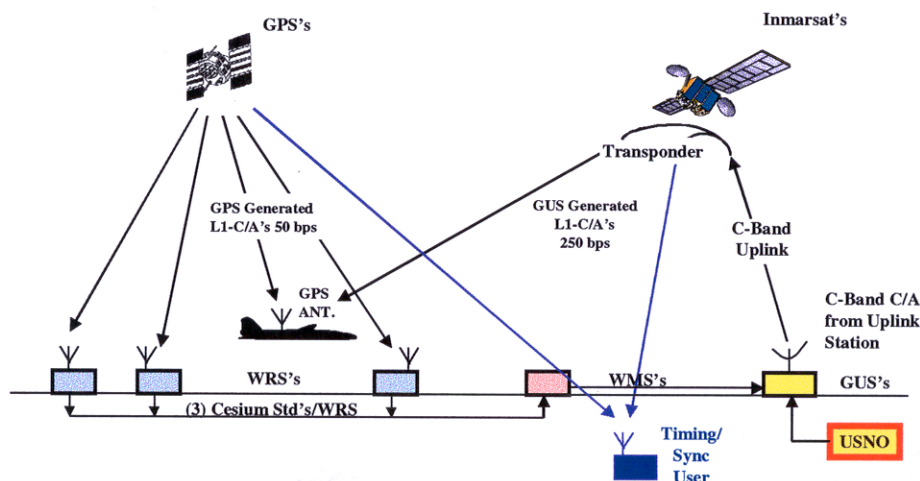 GPS's
Inmarsat's
Transponder
GPS Generated
L1-C/A's 50 bps
GUS Generated
L1-C/A's
250 bps
C-Band
Uplink
GPS
ANT.
C-Band C/A
from Uplink
Station
WRS's
WMS's
GUS's
(3) Cesium Std's/WRS
Timing/
Sync
User
USNO